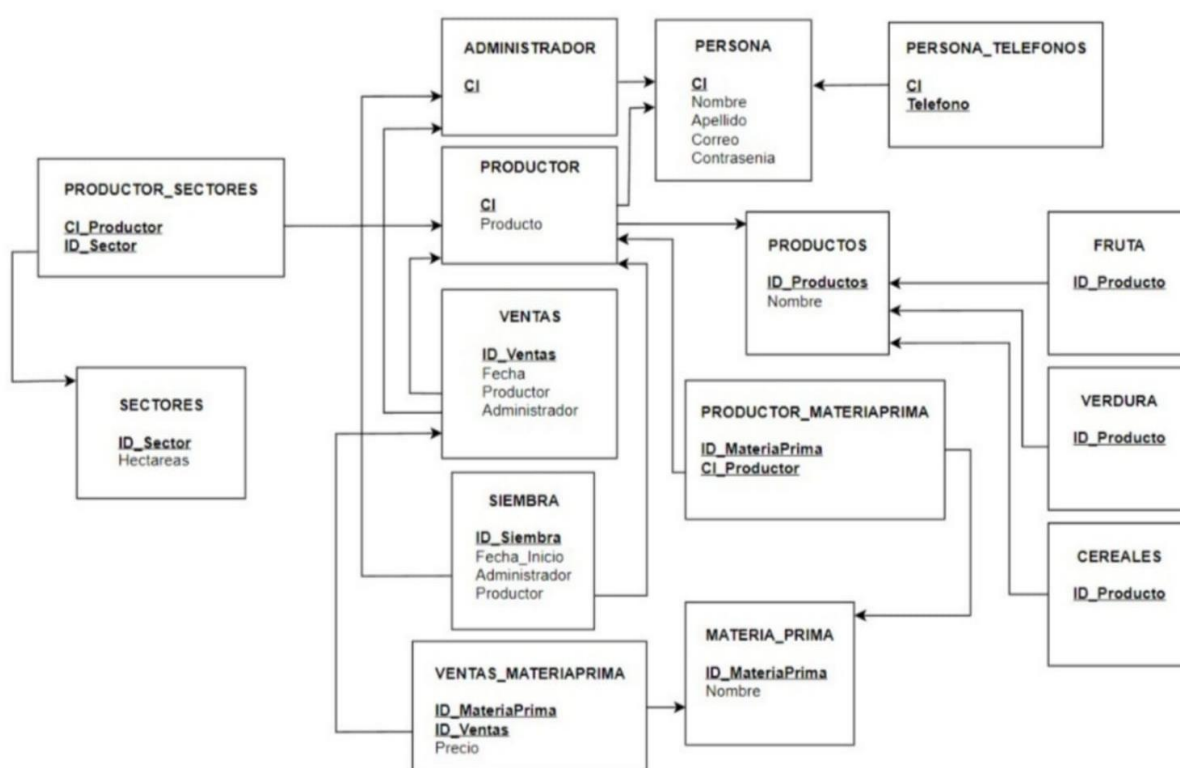 ADMINISTRADOR
CI
PERSONA
CI
Nombre
Apellido
Correo
Contrasenia
PERSONA_TELEFONOS
CI
Telefono
PRODUCTOR_SECTORES
CI_Productor
ID_Sector
PRODUCTOR
CI
Producto
PRODUCTOS
ID_Productos
Nombre
FRUTA
ID_Producto
VENTAS
ID_Ventas
Fecha
Productor
Administrador
SECTORES
ID_Sector
Hectareas
PRODUCTOR_MATERIAPRIMA
ID_MateriaPrima
CI_Productor
VERDURA
ID_Producto
SIEMBRA
ID_Siembra
Fecha_Inicio
Administrador
Productor
CEREALES
ID_Producto
MATERIA_PRIMA
ID_MateriaPrima
Nombre
VENTAS_MATERIAPRIMA
ID_MateriaPrima
ID_Ventas
Precio